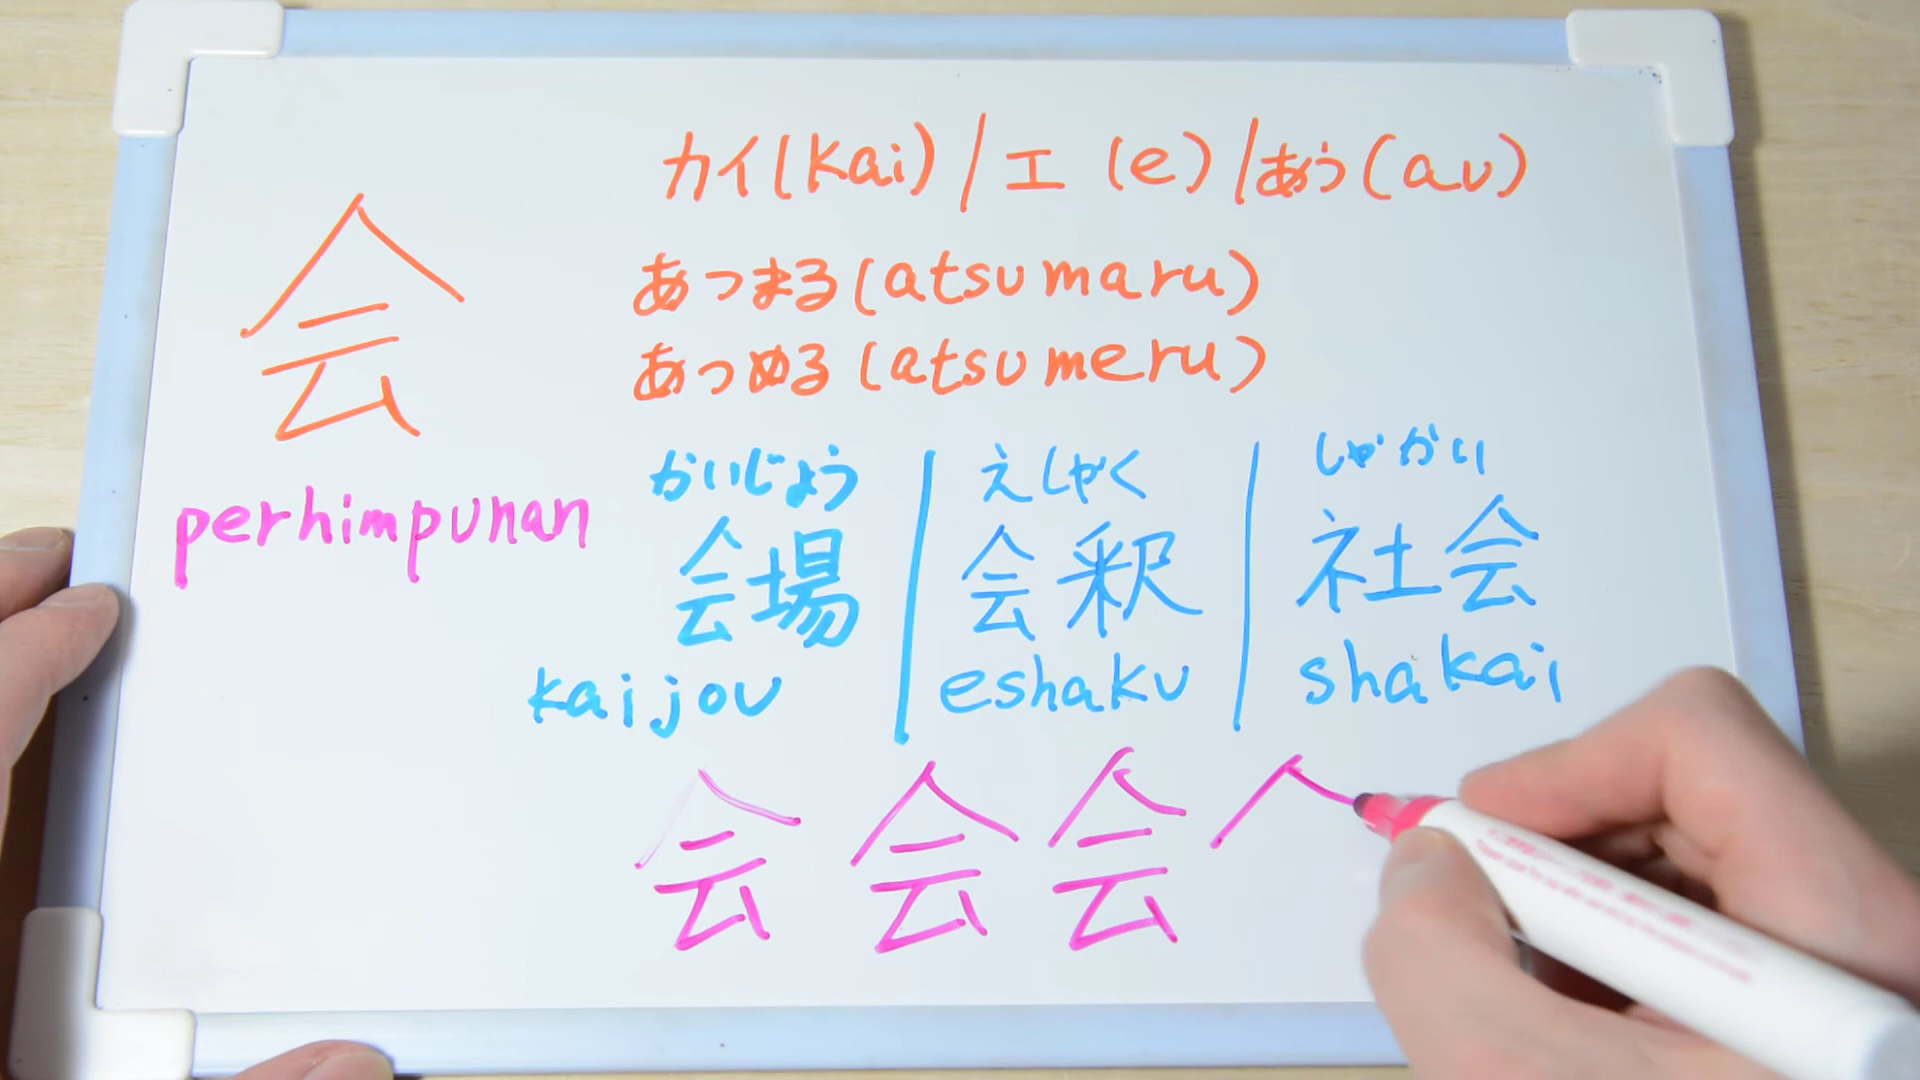 会
カイ(kai)/エ(e)/あう(au)
あつまる(atsumaru)
あつめる(atsumeru)
perhimpunan
かいじょう|えしゃく|しゃかい
会場|会釈|社会
kaijou|eshaku|shakai
会 会 会